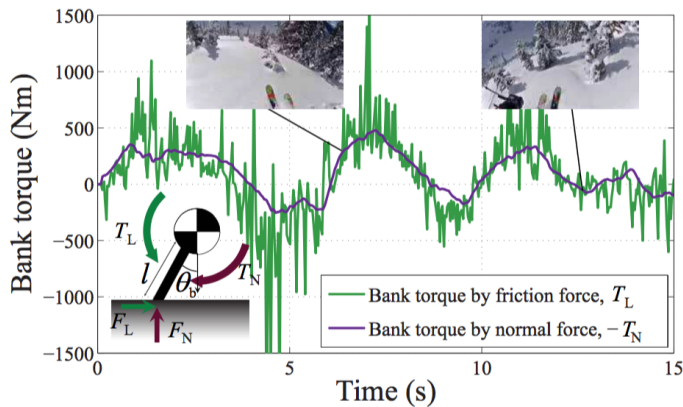 Bank torque (Nm)
1500
1000
500
0
−500
−1000
−1500
T_L
l
θ_b
T_N
F_L
F_N
Bank torque by friction force, T_L
Bank torque by normal force, −T_N
0
5
10
15
Time (s)